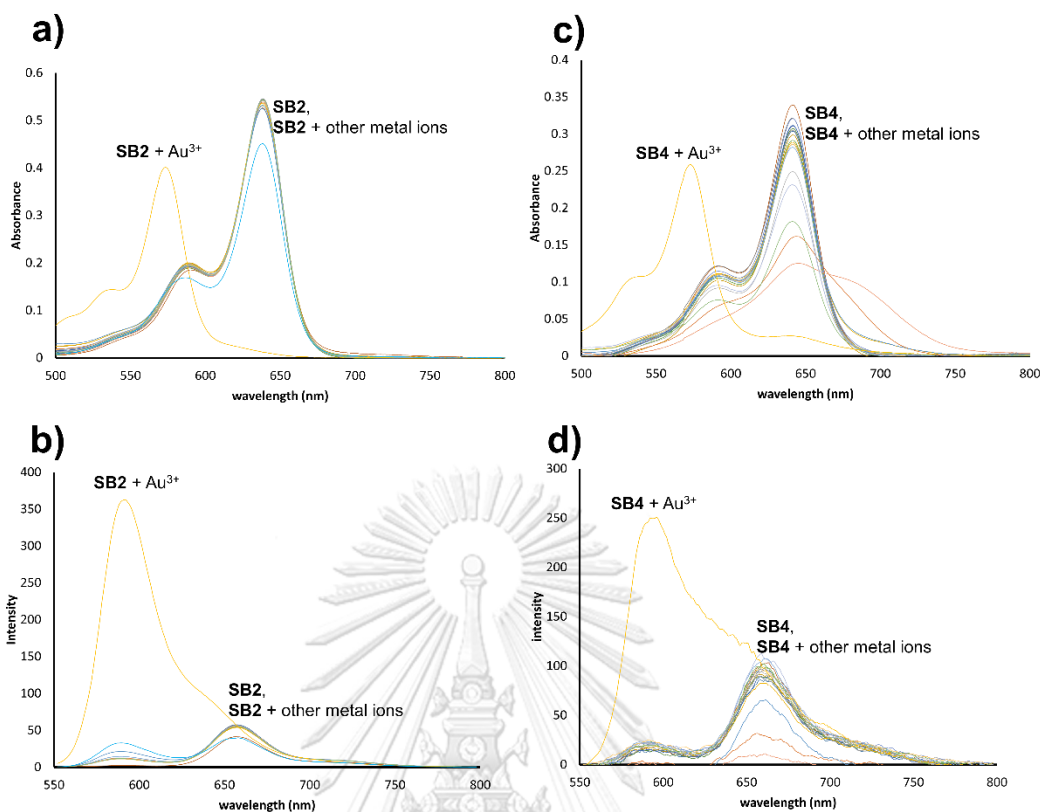 a)
0.6
0.5
0.4
0.3
0.2
0.1
0
Absorbance
SB2 + Au³⁺
SB2,
SB2 + other metal ions
500 550 600 650 700 750 800
wavelength (nm)
c)
0.4
0.35
0.3
0.25
0.2
0.15
0.1
0.05
0
Absorbance
SB4 + Au³⁺
SB4,
SB4 + other metal ions
500 550 600 650 700 750 800
wavelength (nm)
b)
400
350
300
250
200
150
100
50
0
Intensity
SB2 + Au³⁺
SB2,
SB2 + other metal ions
550 600 650 700 750 800
wavelength (nm)
d)
300
250
200
150
100
50
0
intensity
SB4 + Au³⁺
SB4,
SB4 + other metal ions
550 600 650 700 750 800
wavelength (nm)